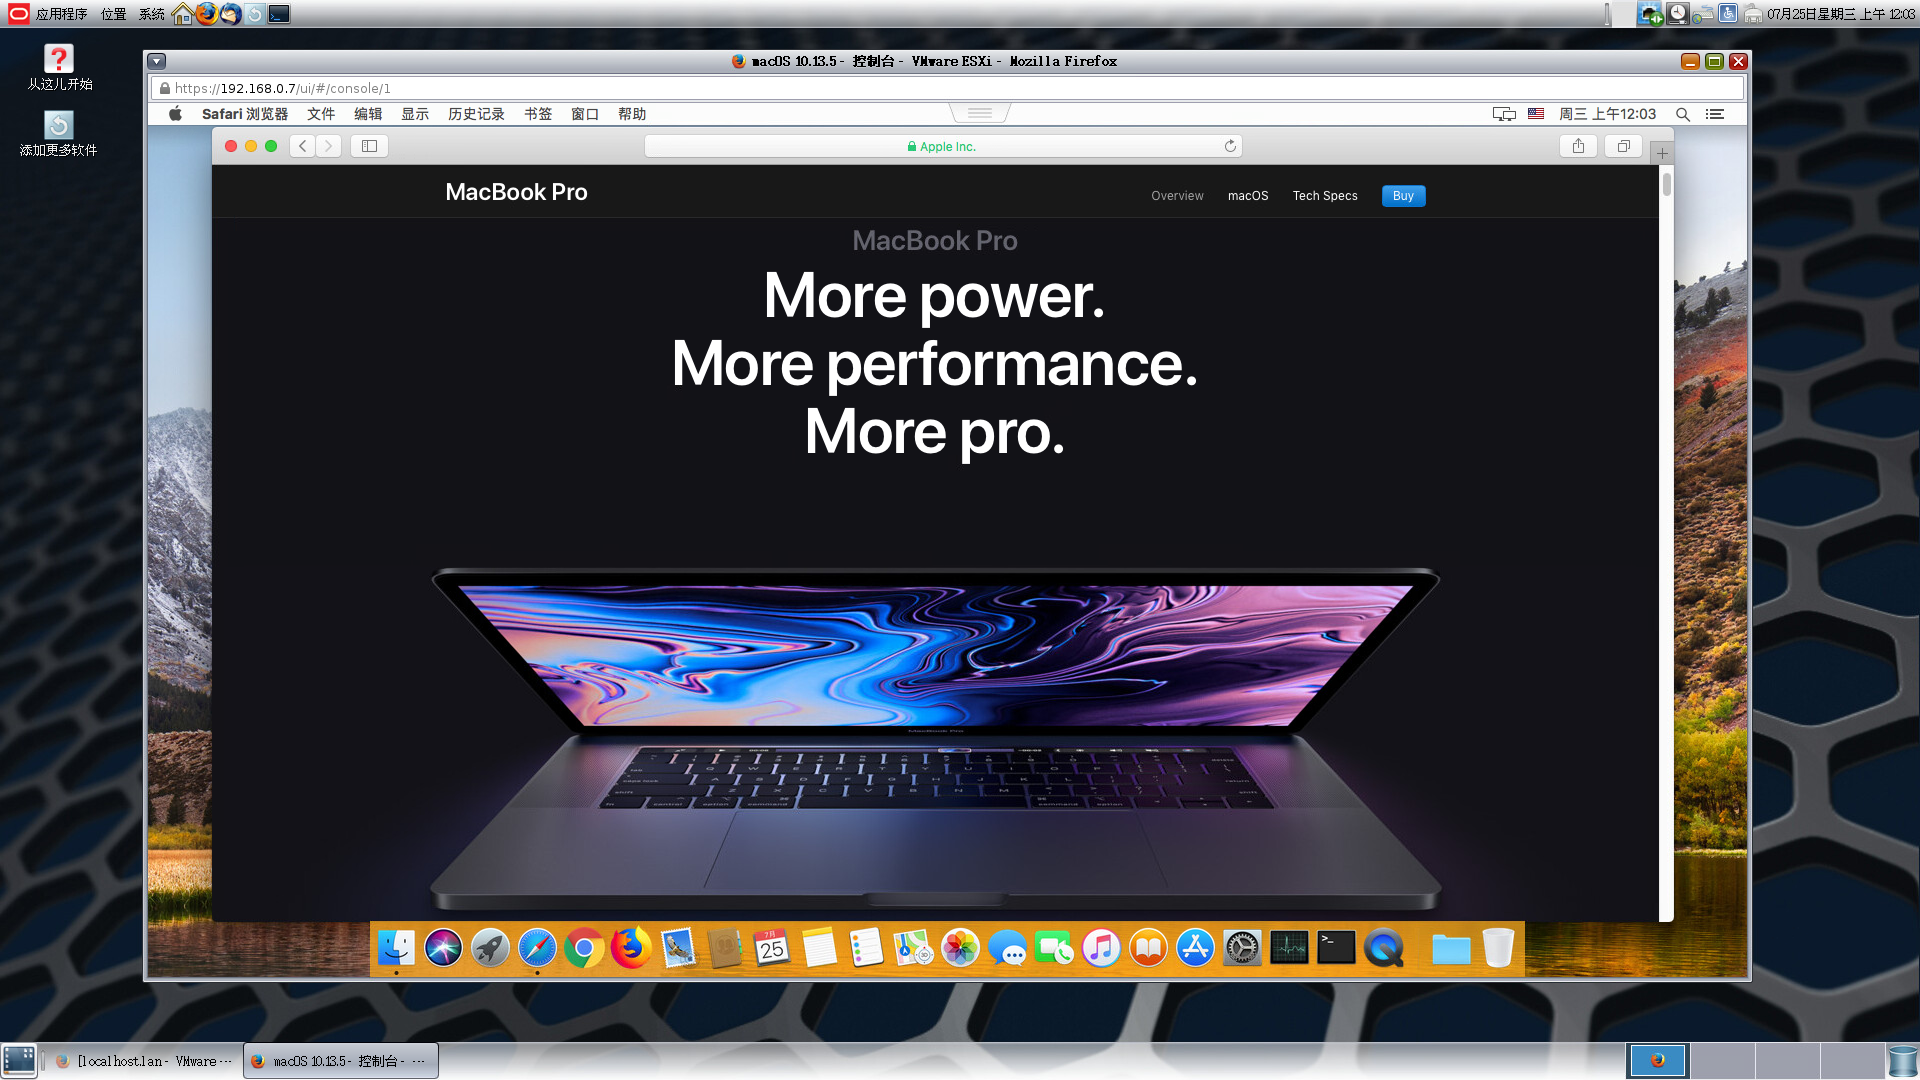 应用程序 位置 系统
07月25日星期三 上午 12:03
从这儿开始
添加更多软件
macOS 10.13.5 - 控制台 - VMware ESXi - Mozilla Firefox
https://192.168.0.7/ui/#/console/1
Safari 浏览器 文件 编辑 显示 历史记录 书签 窗口 帮助
周三 上午12:03
Apple Inc.
MacBook Pro
Overview macOS Tech Specs Buy
MacBook Pro
More power.
More performance.
More pro.
MacBook Pro
7月
25
[localhost.lan - VMware ...
macOS 10.13.5 - 控制台 - ...